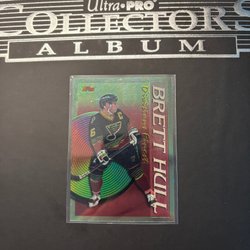 Ultra·PRO
COLLECTORS
ALBUM
Topps
BRETT HULL